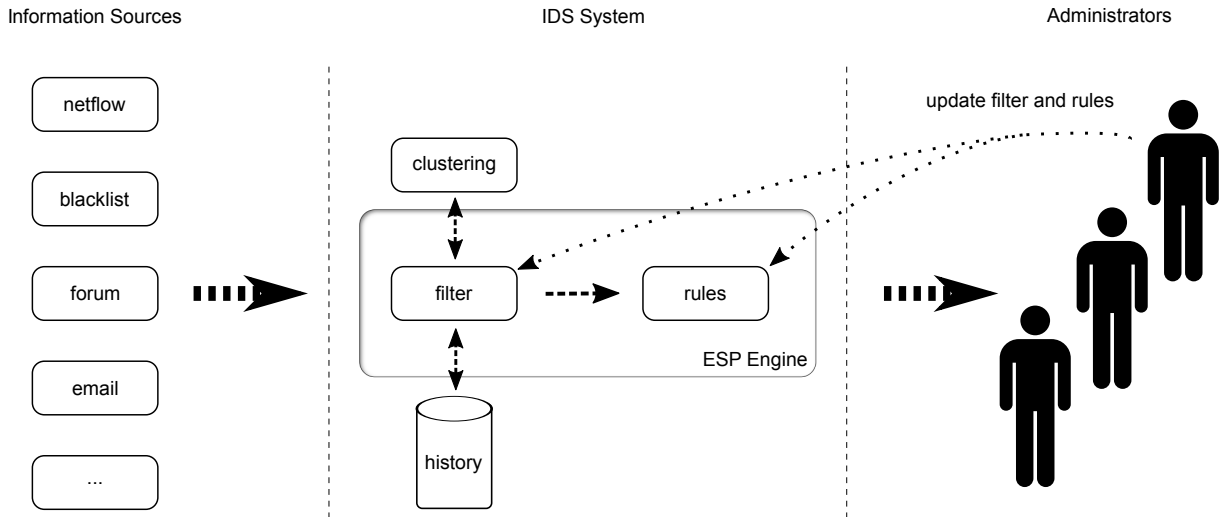 Information Sources
IDS System
Administrators
netflow
blacklist
forum
email
...
clustering
filter
rules
ESP Engine
history
update filter and rules